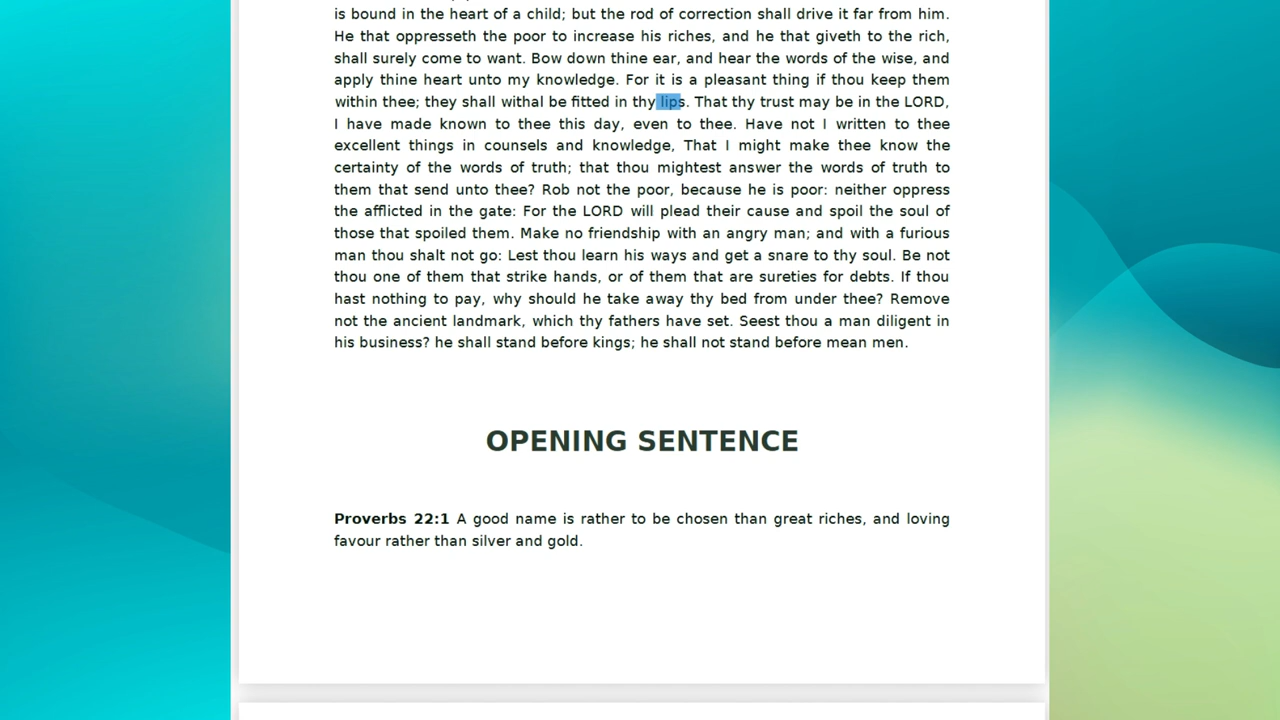 is bound in the heart of a child; but the rod of correction shall drive it far from him.
He that oppresseth the poor to increase his riches, and he that giveth to the rich,
shall surely come to want. Bow down thine ear, and hear the words of the wise, and
apply thine heart unto my knowledge. For it is a pleasant thing if thou keep them
within thee; they shall withal be fitted in thy lips. That thy trust may be in the LORD,
I have made known to thee this day, even to thee. Have not I written to thee
excellent things in counsels and knowledge, That I might make thee know the
certainty of the words of truth; that thou mightest answer the words of truth to
them that send unto thee? Rob not the poor, because he is poor: neither oppress
the afflicted in the gate: For the LORD will plead their cause and spoil the soul of
those that spoiled them. Make no friendship with an angry man; and with a furious
man thou shalt not go: Lest thou learn his ways and get a snare to thy soul. Be not
thou one of them that strike hands, or of them that are sureties for debts. If thou
hast nothing to pay, why should he take away thy bed from under thee? Remove
not the ancient landmark, which thy fathers have set. Seest thou a man diligent in
his business? he shall stand before kings; he shall not stand before mean men.
OPENING SENTENCE
Proverbs 22:1 A good name is rather to be chosen than great riches, and loving
favour rather than silver and gold.